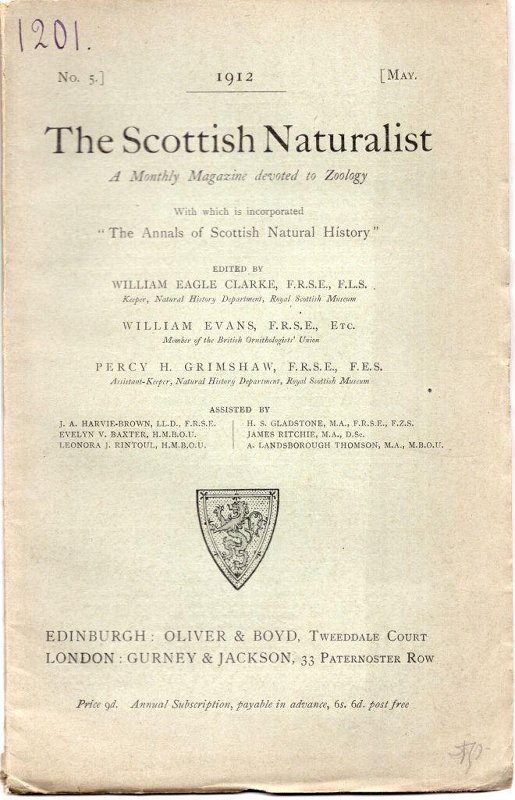 1201.
No. 5.] 1912 [MAY.
The Scottish Naturalist
A Monthly Magazine devoted to Zoology
With which is incorporated
"The Annals of Scottish Natural History"
EDITED BY
WILLIAM EAGLE CLARKE, F.R.S.E., F.L.S.
Keeper, Natural History Department, Royal Scottish Museum
WILLIAM EVANS, F.R.S.E., ETC.
Member of the British Ornithologists' Union
PERCY H. GRIMSHAW, F.R.S.E., F.E.S.
Assistant-Keeper, Natural History Department, Royal Scottish Museum
ASSISTED BY
J. A. HARVIE-BROWN, LL.D., F.R.S.E.
EVELYN V. BAXTER, H.M.B.O.U.
LEONORA J. RINTOUL, H.M.B.O.U.
H. S. GLADSTONE, M.A., F.R.S.E., F.Z.S.
JAMES RITCHIE, M.A., D.Sc.
A. LANDSBOROUGH THOMSON, M.A., M.B.O.U.
EDINBURGH: OLIVER & BOYD, TWEEDDALE COURT
LONDON: GURNEY & JACKSON, 33 PATERNOSTER ROW
Price 9d. Annual Subscription, payable in advance, 6s. 6d. post free